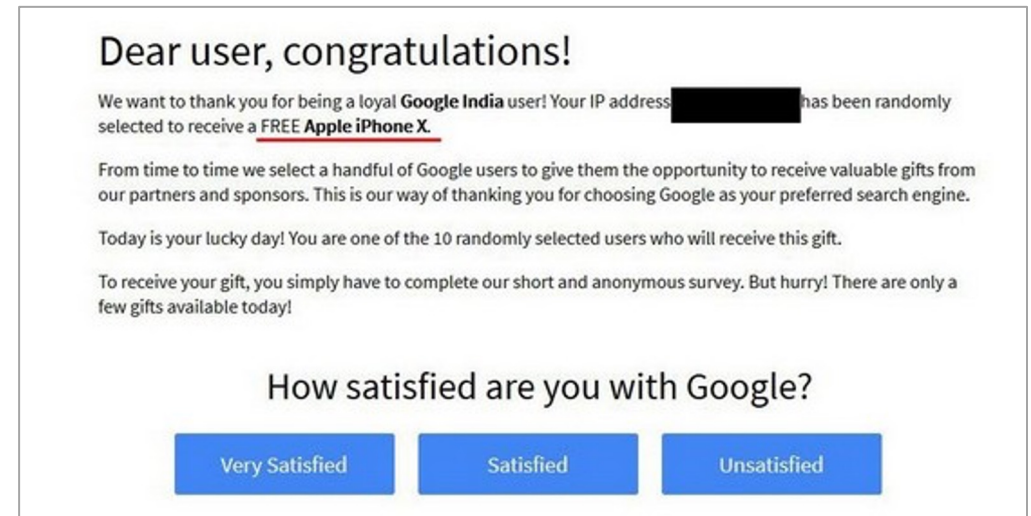 Dear user, congratulations!
We want to thank you for being a loyal Google India user! Your IP address has been randomly
selected to receive a FREE Apple iPhone X.
From time to time we select a handful of Google users to give them the opportunity to receive valuable gifts from
our partners and sponsors. This is our way of thanking you for choosing Google as your preferred search engine.
Today is your lucky day! You are one of the 10 randomly selected users who will receive this gift.
To receive your gift, you simply have to complete our short and anonymous survey. But hurry! There are only a
few gifts available today!
How satisfied are you with Google?
Very Satisfied
Satisfied
Unsatisfied